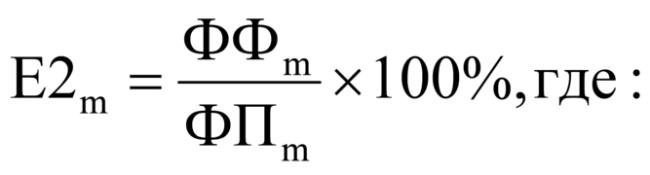 E2ₘ = ФФₘ / ФПₘ ×100%, где: